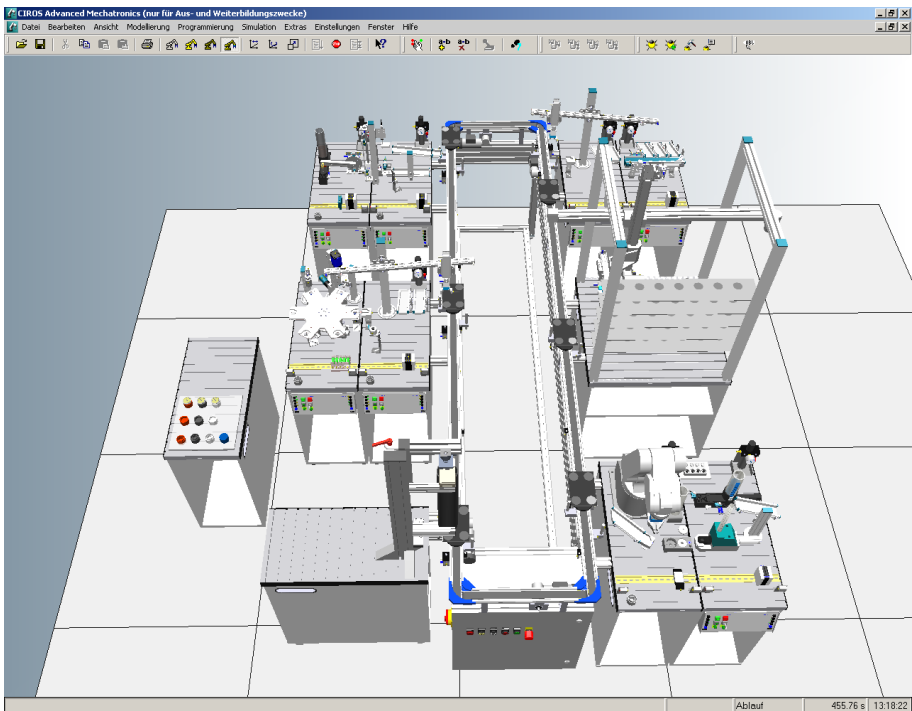 CIROS Advanced Mechatronics (nur für Aus- und Weiterbildungszwecke)
Datei Bearbeiten Ansicht Modellierung Programmierung Simulation Extras Einstellungen Fenster Hilfe
a-b a-b
Ablauf 455.76 s 13:18:22